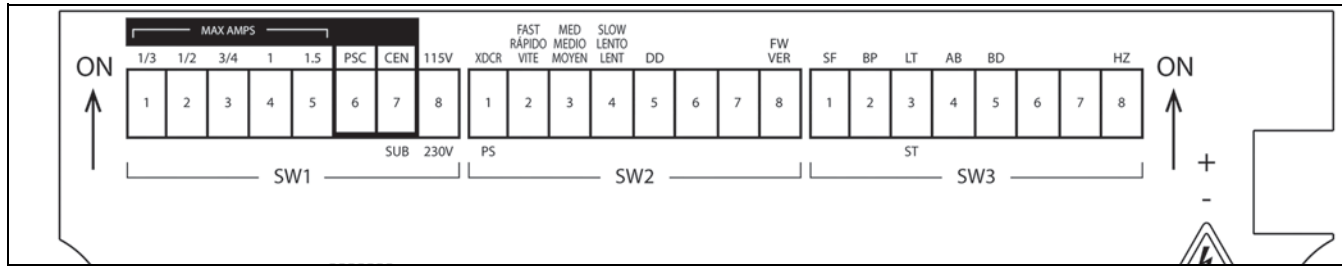 MAX AMPS
FAST MED SLOW
RÁPIDO MEDIO LENTO FW
1/3 1/2 3/4 1 1.5 PSC CEN 115V XDCR VITE MOYEN LENT DD VER SF BP LT AB BD HZ
ON ON
1 2 3 4 5 6 7 8 1 2 3 4 5 6 7 8 1 2 3 4 5 6 7 8
SUB 230V PS ST
SW1 SW2 SW3
+
-